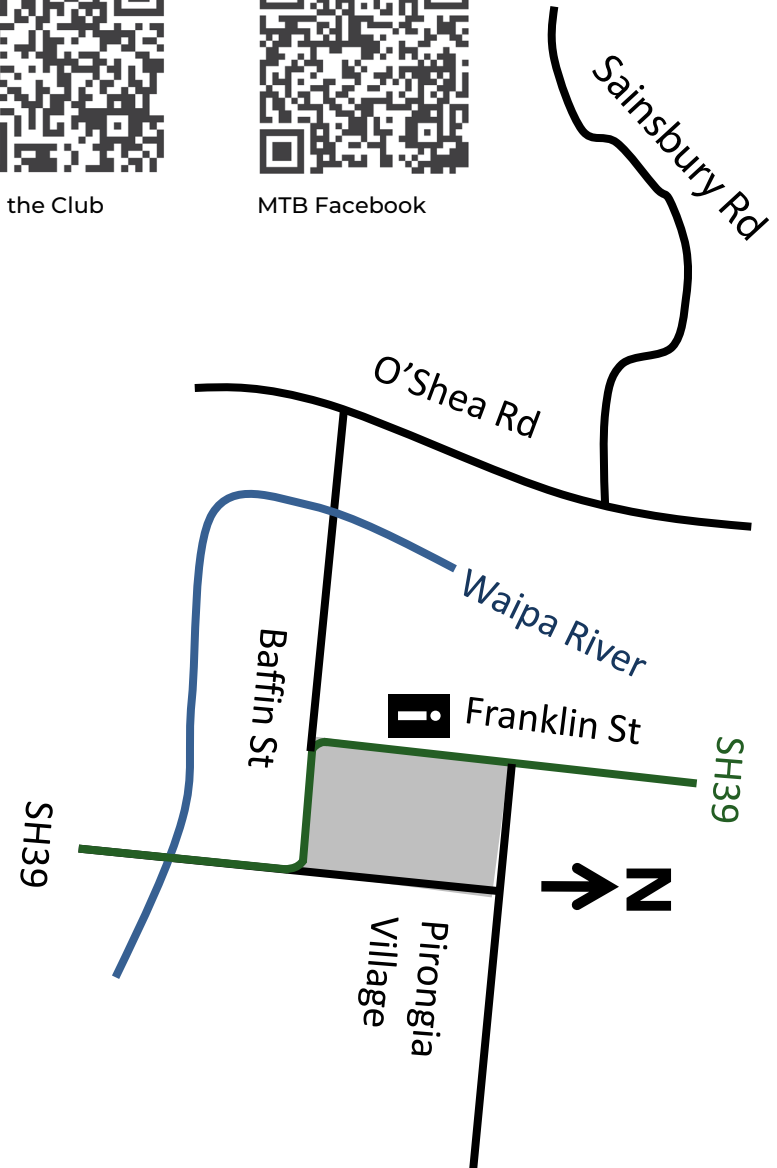 the Club
MTB Facebook
Sainsbury Rd
O'Shea Rd
Waipa River
Baffin St
Franklin St
SH39
SH39
N
Pirongia
Village